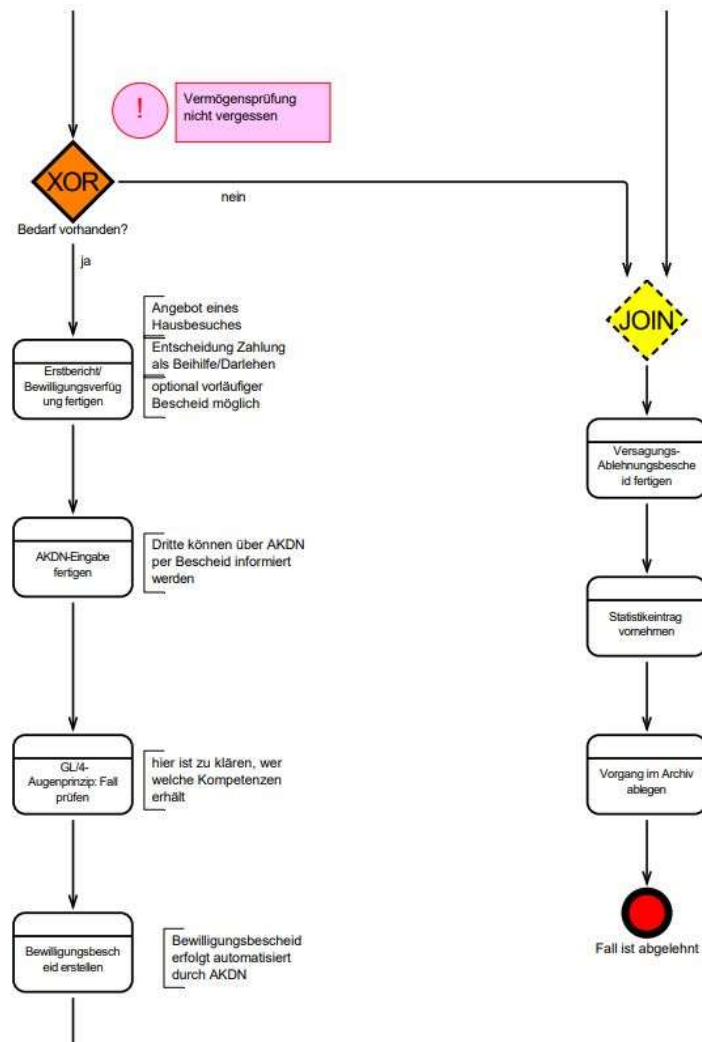 !
Vermögensprüfung
nicht vergessen
XOR
nein
Bedarf vorhanden?
ja
Angebot eines
Hausbesuches
Entscheidung Zahlung
als Beihilfe/Darlehen
optional vorläufiger
Bescheid möglich
Erstbericht/
Bewilligungsverfüg
ung fertigen
JOIN
Versagungs-
Ablehnungsbesche
id fertigen
AKDN-Eingabe
fertigen
Dritte können über AKDN
per Bescheid informiert
werden
Statistikeintrag
vornehmen
GL/4-
Augenprinzip: Fall
prüfen
hier ist zu klären, wer
welche Kompetenzen
erhält
Vorgang im Archiv
ablegen
Fall ist abgelehnt
Bewilligungsbesch
eid erstellen
Bewilligungsbescheid
erfolgt automatisiert
durch AKDN